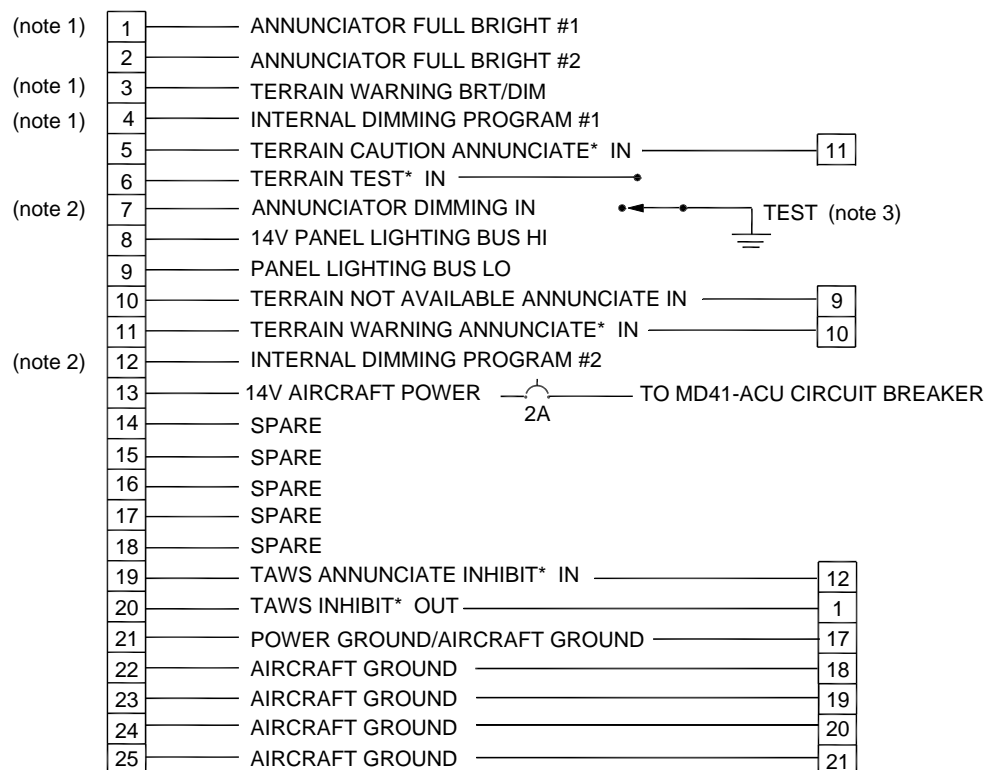 (note 1) 1 ANNUNCIATOR FULL BRIGHT #1
2 ANNUNCIATOR FULL BRIGHT #2
(note 1) 3 TERRAIN WARNING BRT/DIM
(note 1) 4 INTERNAL DIMMING PROGRAM #1
5 TERRAIN CAUTION ANNUNCIATE* IN 11
6 TERRAIN TEST* IN
(note 2) 7 ANNUNCIATOR DIMMING IN TEST (note 3)
8 14V PANEL LIGHTING BUS HI
9 PANEL LIGHTING BUS LO
10 TERRAIN NOT AVAILABLE ANNUNCIATE IN 9
11 TERRAIN WARNING ANNUNCIATE* IN 10
(note 2) 12 INTERNAL DIMMING PROGRAM #2
13 14V AIRCRAFT POWER 2A TO MD41-ACU CIRCUIT BREAKER
14 SPARE
15 SPARE
16 SPARE
17 SPARE
18 SPARE
19 TAWS ANNUNCIATE INHIBIT* IN 12
20 TAWS INHIBIT* OUT 1
21 POWER GROUND/AIRCRAFT GROUND 17
22 AIRCRAFT GROUND 18
23 AIRCRAFT GROUND 19
24 AIRCRAFT GROUND 20
25 AIRCRAFT GROUND 21